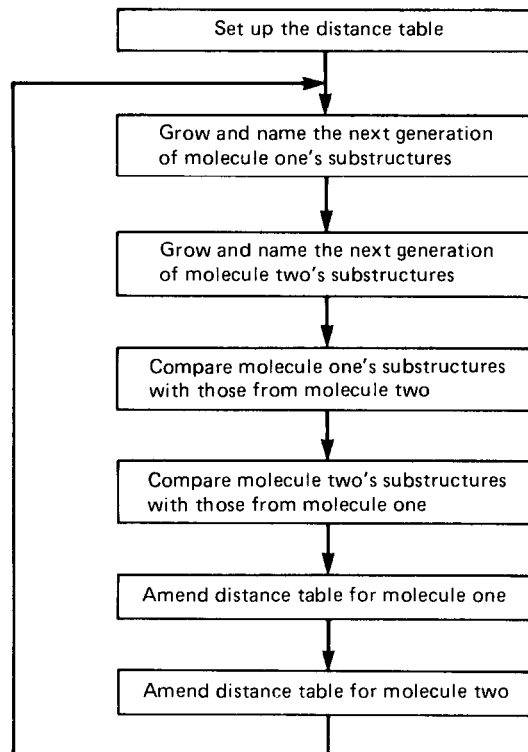 Set up the distance table
Grow and name the next generation
of molecule one's substructures
Grow and name the next generation
of molecule two's substructures
Compare molecule one's substructures
with those from molecule two
Compare molecule two's substructures
with those from molecule one
Amend distance table for molecule one
Amend distance table for molecule two